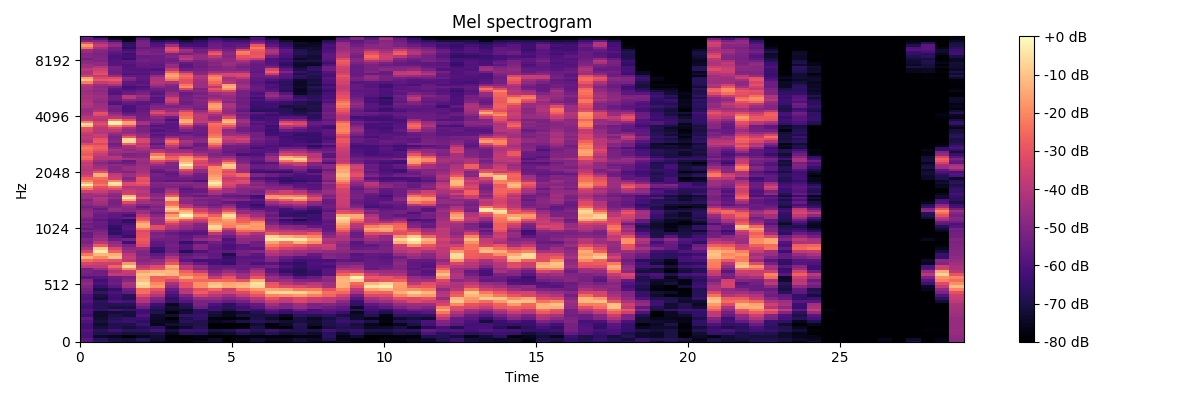 Mel spectrogram
Hz
8192
4096
2048
1024
512
0
0 5 10 15 20 25
Time
+0 dB
-10 dB
-20 dB
-30 dB
-40 dB
-50 dB
-60 dB
-70 dB
-80 dB